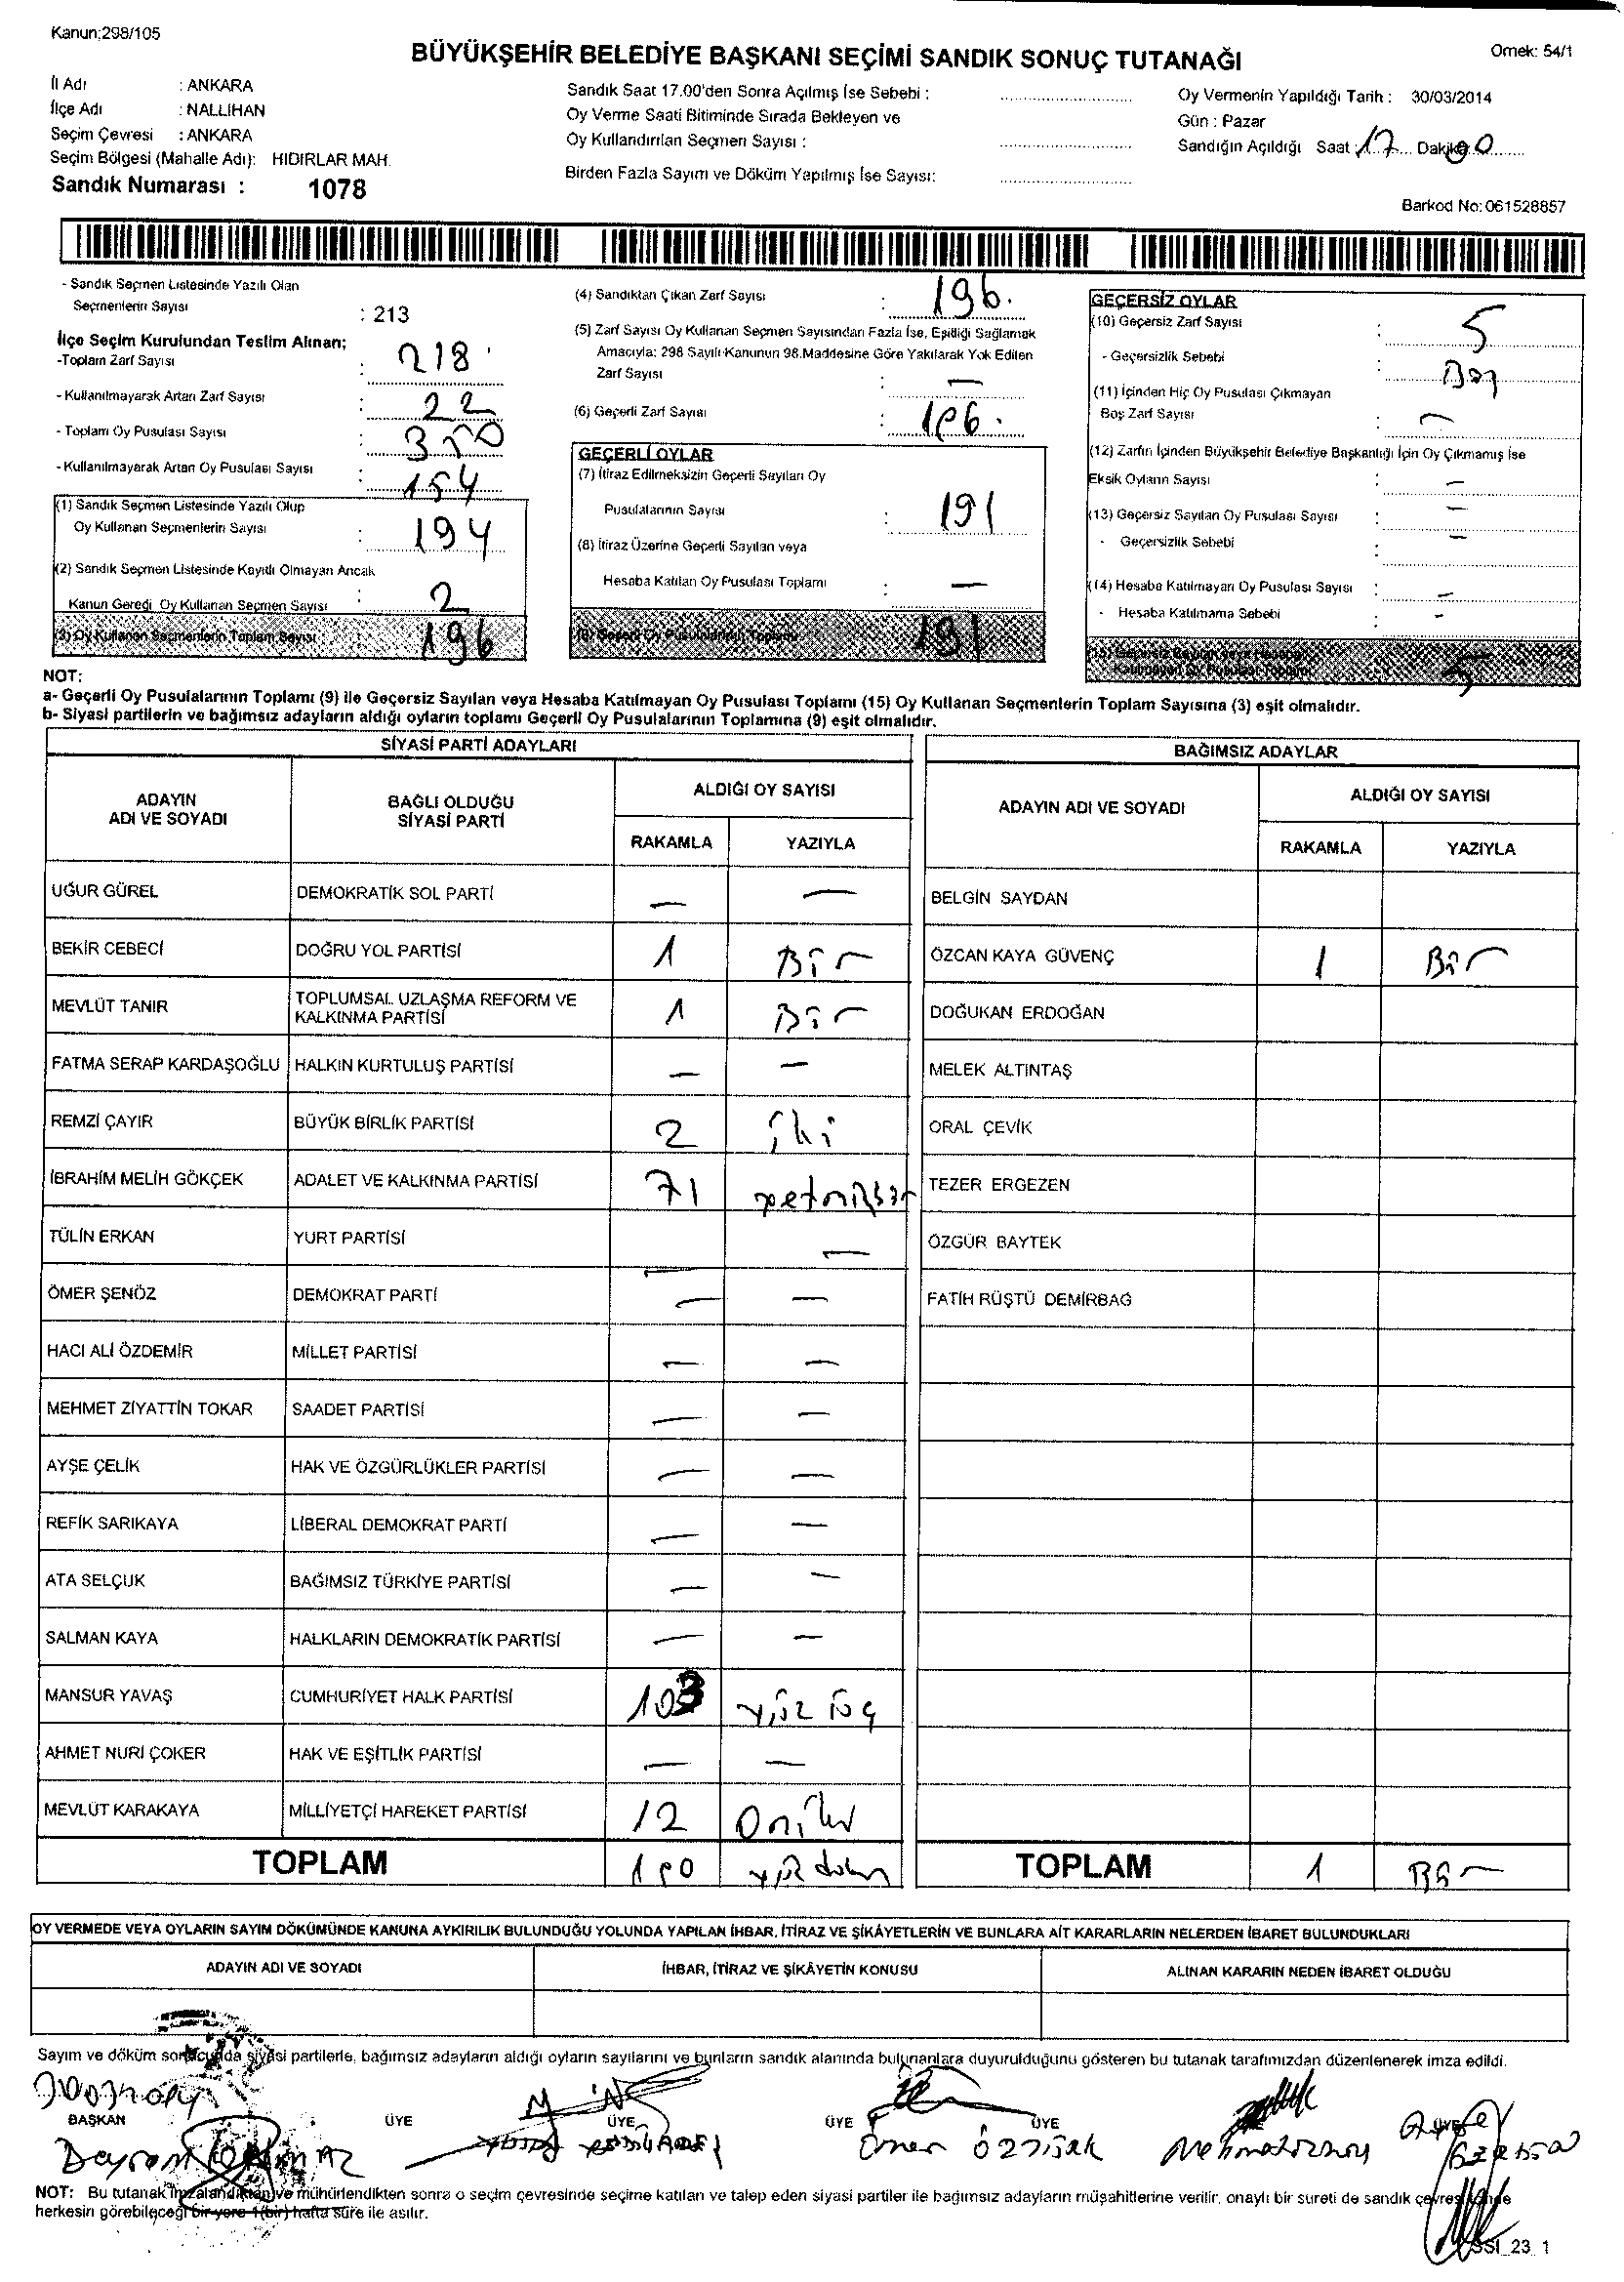 Kanun:298/105
BÜYÜKŞEHİR BELEDİYE BAŞKANI SEÇİMİ SANDIK SONUÇ TUTANAĞI
Ornek: 54/1
İl Adı : ANKARA
İlçe Adı : NALLIHAN
Seçim Çevresi : ANKARA
Seçim Bölgesi (Mahalle Adı): HIDIRLAR MAH.
Sandık Numarası : 1078
Sandık Saat 17.00'den Sonra Açılmış İse Sebebi :
Oy Verme Saati Bitiminde Sırada Bekleyen ve
Oy Kullandırılan Seçmen Sayısı :
Birden Fazla Sayım ve Döküm Yapılmış İse Sayısı:
Oy Vermenin Yapıldığı Tarih : 30/03/2014
Gün : Pazar
Sandığın Açıldığı Saat 17 Dakika 00
Barkod No: 061528857
- Sandık Seçmen Listesinde Yazılı Olan
Seçmenlerin Sayısı : 213
İlçe Seçim Kurulundan Teslim Alınan;
-Toplam Zarf Sayısı : 218
- Kullanılmayarak Artan Zarf Sayısı : 22
- Toplam Oy Pusulası Sayısı : 350
- Kullanılmayarak Artan Oy Pusulası Sayısı : 154
(1) Sandık Seçmen Listesinde Yazılı Olup
Oy Kullanan Seçmenlerin Sayısı : 194
(2) Sandık Seçmen Listesinde Kayıtlı Olmayan Ancak
Kanun Gereği Oy Kullanan Seçmen Sayısı : 2
(3) Oy Kullanan Seçmenlerin Toplam Sayısı 196
(4) Sandıktan Çıkan Zarf Sayısı : 196.
(5) Zarf Sayısı Oy Kullanan Seçmen Sayısından Fazla İse, Eşitliği Sağlamak
Amacıyla; 298 Sayılı Kanunun 98.Maddesine Göre Yakılarak Yok Edilen
Zarf Sayısı : —
(6) Geçerli Zarf Sayısı : 196.
GEÇERLİ OYLAR
(7) İtiraz Edilmeksizin Geçerli Sayılan Oy
Pusulalarının Sayısı : 191
(8) İtiraz Üzerine Geçerli Sayılan veya
Hesaba Katılan Oy Pusulası Toplamı : —
(9) Geçerli Oy Pusulalarının Toplamı 191
GEÇERSİZ OYLAR
(10) Geçersiz Zarf Sayısı : 5
- Geçersizlik Sebebi : Boş
(11) İçinden Hiç Oy Pusulası Çıkmayan
Boş Zarf Sayısı : —
(12) Zarfın İçinden Büyükşehir Belediye Başkanlığı İçin Oy Çıkmamış İse
Eksik Oyların Sayısı : —
(13) Geçersiz Sayılan Oy Pusulası Sayısı : —
- Geçersizlik Sebebi : —
(14) Hesaba Katılmayan Oy Pusulası Sayısı : —
- Hesaba Katılmama Sebebi : -
(15) Geçersiz Sayılan veya Hesaba
Katılmayan Oy Pusulası Toplamı 5
NOT:
a- Geçerli Oy Pusulalarının Toplamı (9) ile Geçersiz Sayılan veya Hesaba Katılmayan Oy Pusulası Toplamı (15) Oy Kullanan Seçmenlerin Toplam Sayısına (3) eşit olmalıdır.
b- Siyasi partilerin ve bağımsız adayların aldığı oyların toplamı Geçerli Oy Pusulalarının Toplamına (9) eşit olmalıdır.
SİYASİ PARTİ ADAYLARI
ADAYIN ADI VE SOYADI
BAĞLI OLDUĞU SİYASİ PARTİ
ALDIĞI OY SAYISI
RAKAMLA YAZIYLA
UĞUR GÜREL DEMOKRATİK SOL PARTİ — —
BEKİR CEBECİ DOĞRU YOL PARTİSİ 1 Bir
MEVLÜT TANIR TOPLUMSAL UZLAŞMA REFORM VE KALKINMA PARTİSİ 1 Bir
FATMA SERAP KARDAŞOĞLU HALKIN KURTULUŞ PARTİSİ — —
REMZİ ÇAYIR BÜYÜK BİRLİK PARTİSİ 2 iki
İBRAHİM MELİH GÖKÇEK ADALET VE KALKINMA PARTİSİ 71 yetmişbir
TÜLİN ERKAN YURT PARTİSİ — —
ÖMER ŞENÖZ DEMOKRAT PARTİ — —
HACI ALİ ÖZDEMİR MİLLET PARTİSİ — —
MEHMET ZİYATTİN TOKAR SAADET PARTİSİ — —
AYŞE ÇELİK HAK VE ÖZGÜRLÜKLER PARTİSİ — —
REFİK SARIKAYA LİBERAL DEMOKRAT PARTİ — —
ATA SELÇUK BAĞIMSIZ TÜRKİYE PARTİSİ — —
SALMAN KAYA HALKLARIN DEMOKRATİK PARTİSİ — —
MANSUR YAVAŞ CUMHURİYET HALK PARTİSİ 103 yüz üç
AHMET NURİ ÇOKER HAK VE EŞİTLİK PARTİSİ — —
MEVLÜT KARAKAYA MİLLİYETÇİ HAREKET PARTİSİ 12 Oniki
TOPLAM 190
BAĞIMSIZ ADAYLAR
ADAYIN ADI VE SOYADI
ALDIĞI OY SAYISI
RAKAMLA YAZIYLA
BELGİN SAYDAN
ÖZCAN KAYA GÜVENÇ 1 Bir
DOĞUKAN ERDOĞAN
MELEK ALTINTAŞ
ORAL ÇEVİK
TEZER ERGEZEN
ÖZGÜR BAYTEK
FATİH RÜŞTÜ DEMİRBAĞ
TOPLAM 1 Bir
OY VERMEDE VEYA OYLARIN SAYIM DÖKÜMÜNDE KANUNA AYKIRILIK BULUNDUĞU YOLUNDA YAPILAN İHBAR, İTİRAZ VE ŞİKÂYETLERİN VE BUNLARA AİT KARARLARIN NELERDEN İBARET BULUNDUKLARI
ADAYIN ADI VE SOYADI
İHBAR, İTİRAZ VE ŞİKÂYETİN KONUSU
ALINAN KARARIN NEDEN İBARET OLDUĞU
Sayım ve döküm sonucunda siyasi partilerle, bağımsız adayların aldığı oyların sayılarını ve bunların sandık alanında bulunanlara duyurulduğunu gösteren bu tutanak tarafımızdan düzenlenerek imza edildi.
BAŞKAN ÜYE ÜYE ÜYE ÜYE ÜYE
Bayram
Ömer Öznişak
NOT: Bu tutanak imzalandıktan ve mühürlendikten sonra o seçim çevresinde seçime katılan ve talep eden siyasi partiler ile bağımsız adayların müşahitlerine verilir, onaylı bir sureti de sandık çevresinde
herkesin görebileceği bir yere 1(bir) hafta süre ile asılır.
SSI_23_1